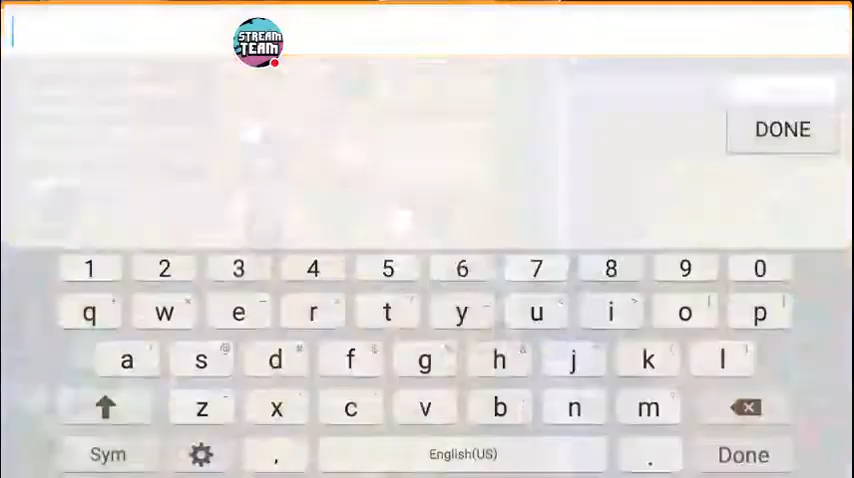 STREAM
TEAM
DONE
1 2 3 4 5 6 7 8 9 0
q w e r t y u i o p
a s d f g h j k l
z x c v b n m
Sym , English(US) . Done